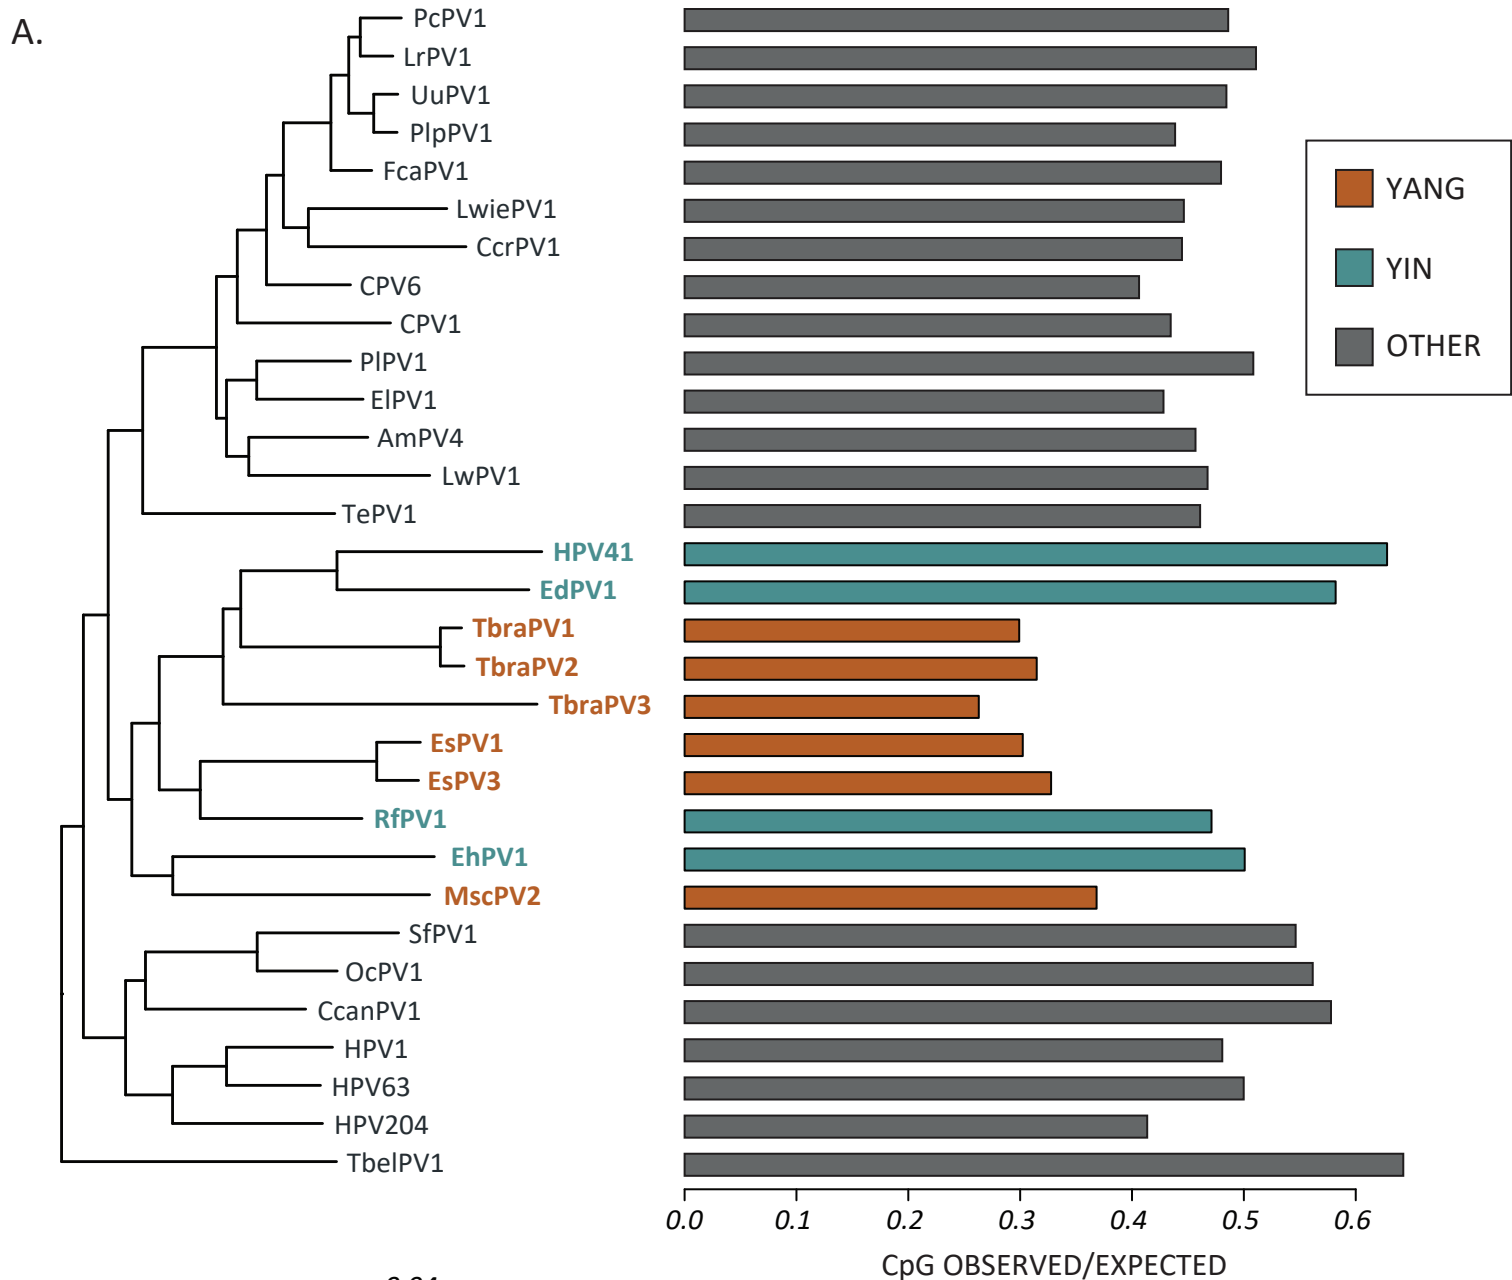 A.
PcPV1
LrPV1
UuPV1
PlpPV1
FcaPV1
LwiePV1
CcrPV1
CPV6
CPV1
PlPV1
ElPV1
AmPV4
LwPV1
TePV1
HPV41
EdPV1
TbraPV1
TbraPV2
TbraPV3
EsPV1
EsPV3
RfPV1
EhPV1
MscPV2
SfPV1
OcPV1
CcanPV1
HPV1
HPV63
HPV204
TbelPV1
YANG
YIN
OTHER
0.0 0.1 0.2 0.3 0.4 0.5 0.6
CpG OBSERVED/EXPECTED